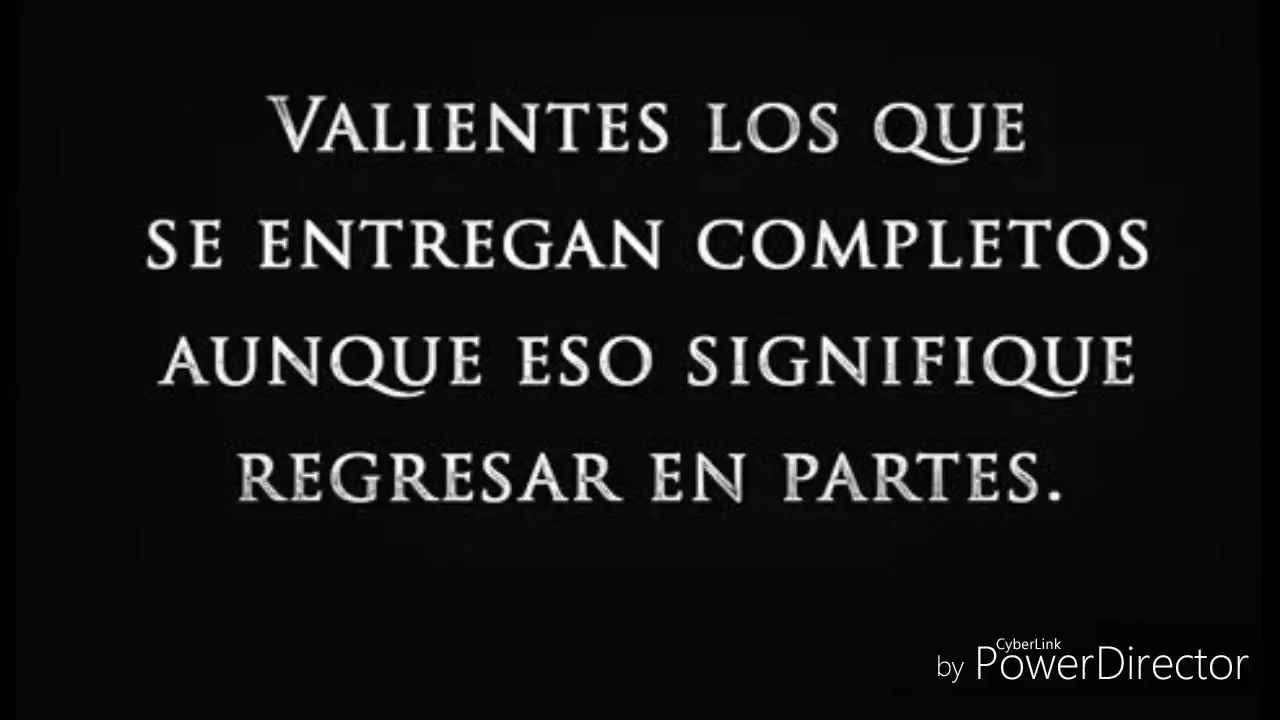 VALIENTES LOS QUE
SE ENTREGAN COMPLETOS
AUNQUE ESO SIGNIFIQUE
REGRESAR EN PARTES.
CyberLink
by PowerDirector